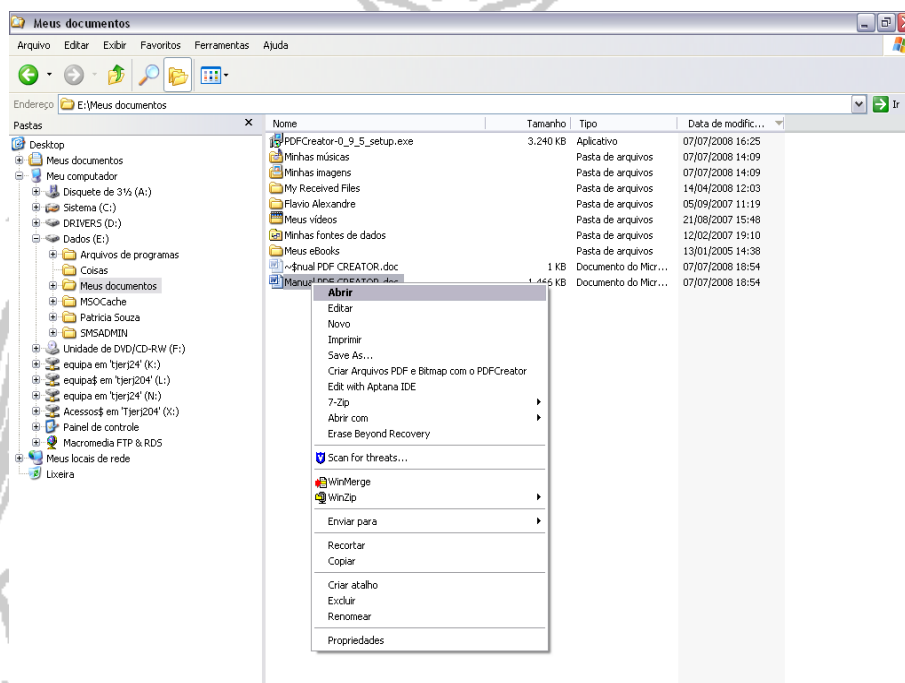 Meus documentos
Arquivo Editar Exibir Favoritos Ferramentas Ajuda
Endereço E:\Meus documentos Ir
Pastas x
Desktop
Meus documentos
Meu computador
Disquete de 3½ (A:)
Sistema (C:)
DRIVERS (D:)
Dados (E:)
Arquivos de programas
Coisas
Meus documentos
MSOCache
Patricia Souza
SMSADMIN
Unidade de DVD/CD-RW (F:)
equipa em 'tjerj24' (K:)
equipa$ em 'tjerj204' (L:)
equipa em 'tjerj24' (N:)
Acessos$ em 'Tjerj204' (X:)
Painel de controle
Macromedia FTP & RDS
Meus locais de rede
Lixeira
Nome Tamanho Tipo Data de modific...
PDFCreator-0_9_5_setup.exe 3.240 KB Aplicativo 07/07/2008 16:25
Minhas músicas Pasta de arquivos 07/07/2008 14:09
Minhas imagens Pasta de arquivos 07/07/2008 14:09
My Received Files Pasta de arquivos 14/04/2008 12:03
Flavio Alexandre Pasta de arquivos 05/09/2007 11:19
Meus vídeos Pasta de arquivos 21/08/2007 15:48
Minhas fontes de dados Pasta de arquivos 12/02/2007 19:10
Meus eBooks Pasta de arquivos 13/01/2005 14:38
~$nual PDF CREATOR.doc 1 KB Documento do Micr... 07/07/2008 18:54
Manual PDF CREATOR.doc 1.466 KB Documento do Micr... 07/07/2008 18:54
Abrir
Editar
Novo
Imprimir
Save As...
Criar Arquivos PDF e Bitmap com o PDFCreator
Edit with Aptana IDE
7-Zip
Abrir com
Erase Beyond Recovery
Scan for threats...
WinMerge
WinZip
Enviar para
Recortar
Copiar
Criar atalho
Excluir
Renomear
Propriedades